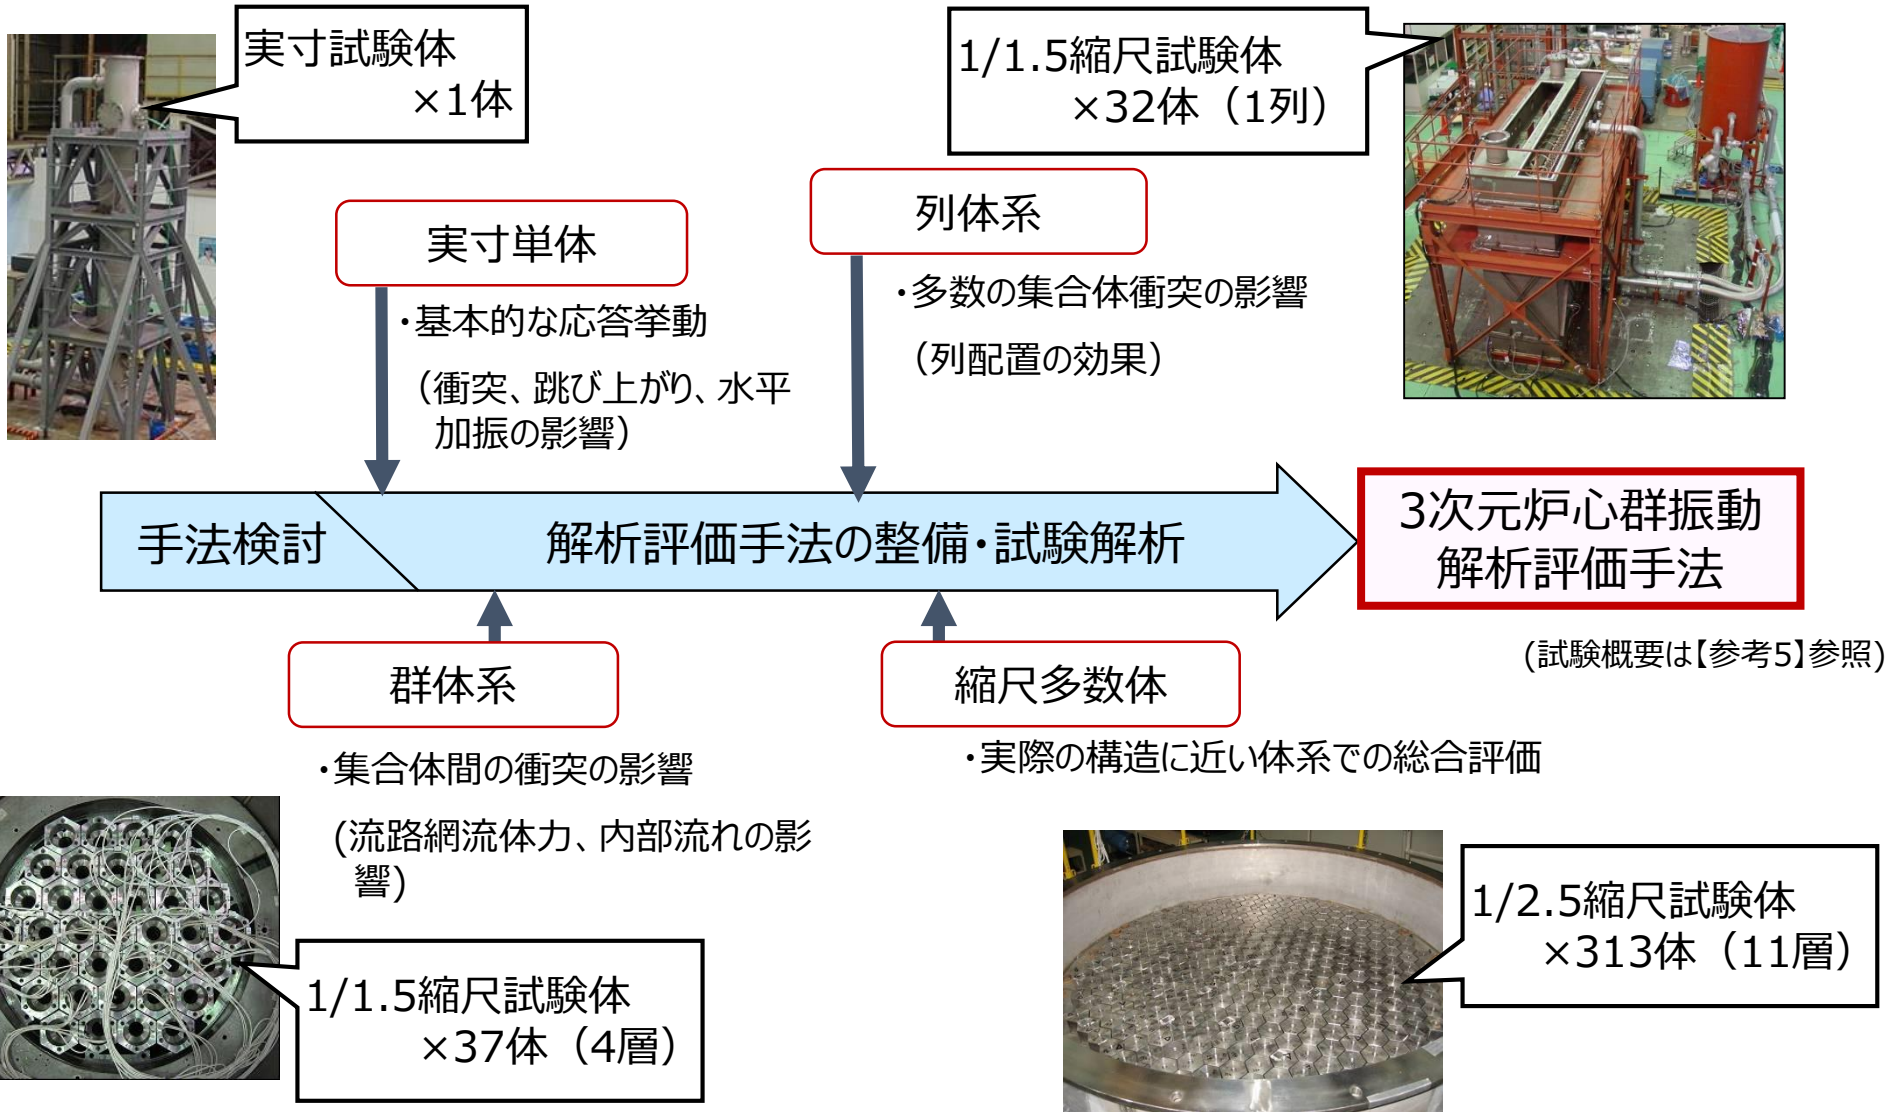 実寸試験体
×1体
1/1.5縮尺試験体
×32体（1列）
実寸単体
・基本的な応答挙動
（衝突、跳び上がり、水平
加振の影響）
列体系
・多数の集合体衝突の影響
（列配置の効果）
手法検討
解析評価手法の整備・試験解析
3次元炉心群振動
解析評価手法
(試験概要は【参考5】参照)
群体系
・集合体間の衝突の影響
(流路網流体力、内部流れの影
響)
縮尺多数体
・実際の構造に近い体系での総合評価
1/1.5縮尺試験体
×37体（4層）
1/2.5縮尺試験体
×313体（11層）